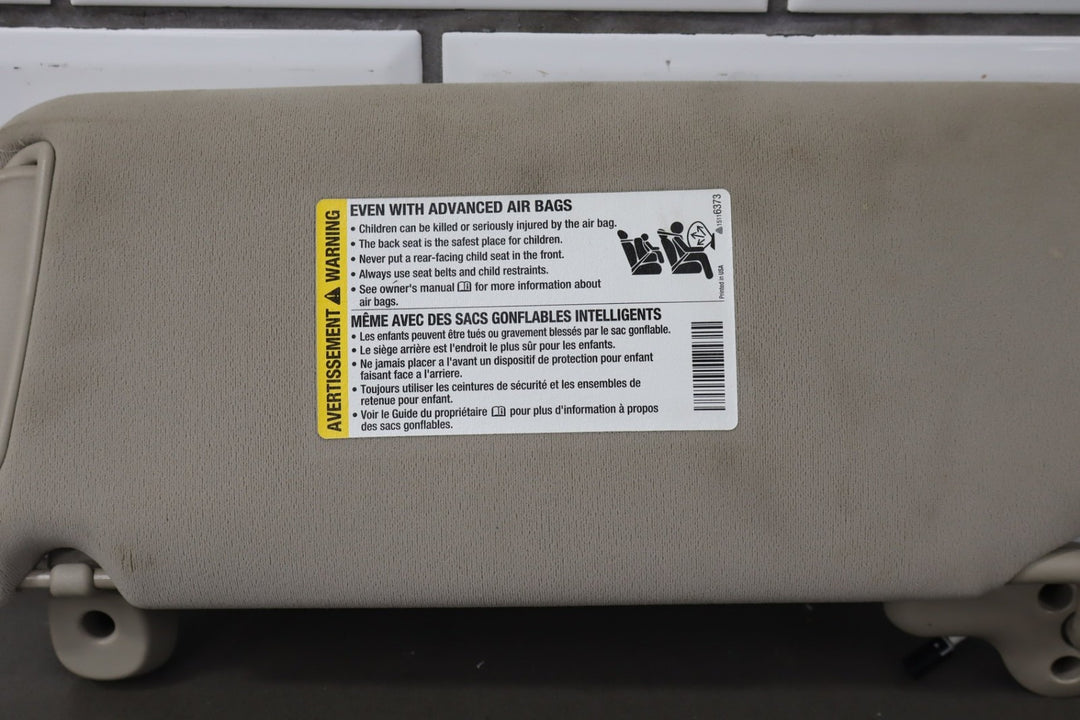 AVERTISSEMENT ⚠ WARNING
EVEN WITH ADVANCED AIR BAGS
• Children can be killed or seriously injured by the air bag.
• The back seat is the safest place for children.
• Never put a rear-facing child seat in the front.
• Always use seat belts and child restraints.
• See owner's manual for more information about
air bags.
15116373
Printed in USA
MÊME AVEC DES SACS GONFLABLES INTELLIGENTS
• Les enfants peuvent être tués ou gravement blessés par le sac gonflable.
• Le siège arrière est l'endroit le plus sûr pour les enfants.
• Ne jamais placer a l'avant un dispositif de protection pour enfant
faisant face a l'arriere.
• Toujours utiliser les ceintures de sécurité et les ensembles de
retenue pour enfant.
• Voir le Guide du propriétaire pour plus d'information à propos
des sacs gonflables.